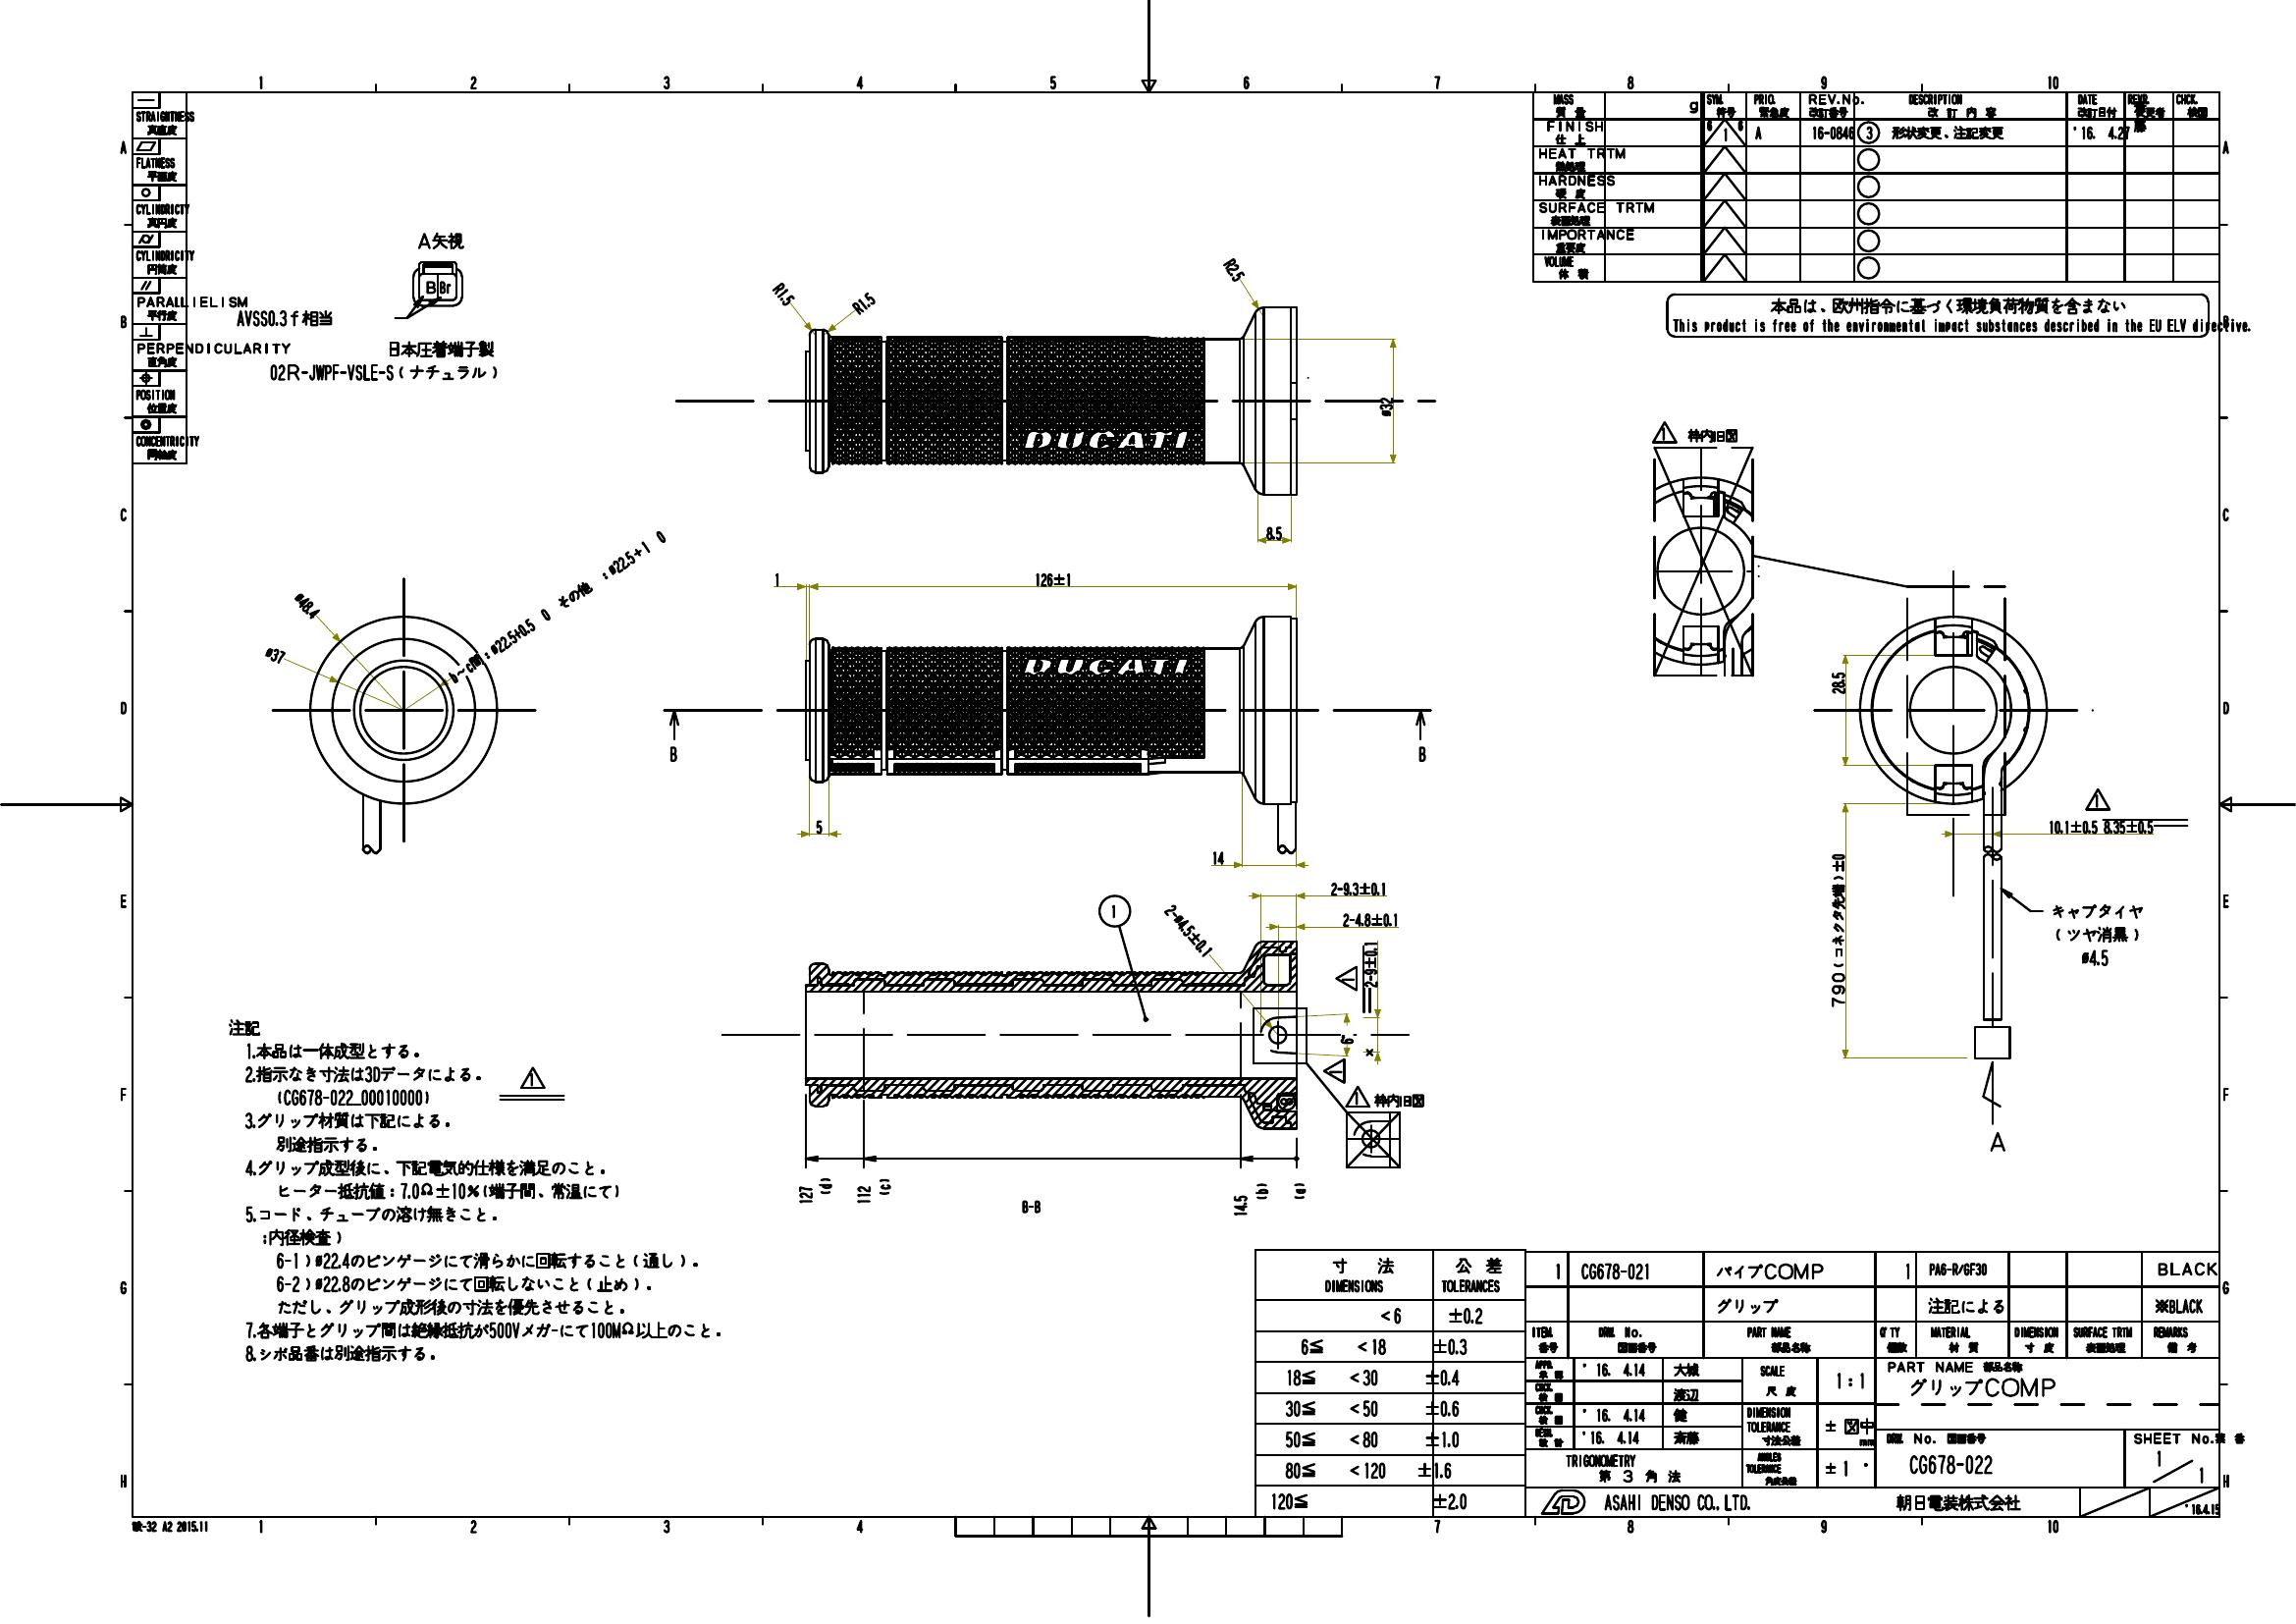 1 2 3 4 5 6 7 8 9 10
A
B
C
D
E
F
G
H
STRAIGHTNESS
真直度
FLATNESS
平面度
CYLINDRICTY
真円度
CYLINDRICITY
円筒度
PARALLIELISM
平行度
PERPENDICULARITY
直角度
POSITION
位置度
CONCENTRICITY
同軸度
MASS
質量 g
FINISH
仕上
HEAT TRTM
熱処理
HARDNESS
硬度
SURFACE TRTM
表面処理
IMPORTANCE
重要度
VOLUME
体積
SYM. PRIO. REV.No. DESCRIPTION DATE REVR. CHCK.
符号 緊急度 改訂番号 改訂内容 改訂日付 変更者 検図
6 1 6 A 16-0846 3 形状変更、注記変更 '16. 4.27
本品は、欧州指令に基づく環境負荷物質を含まない
This product is free of the environmental impact substances described in the EU ELV directive.
A矢視
B Br
AVSS0.3f相当
日本圧着端子製
02R-JWPF-VSLE-S(ナチュラル)
R1.5
R1.5
R2.5
DUCATI
ø32
8.5
ø48.4
ø37
b~c間:ø22.5+0.5 0 その他 :ø22.5+1 0
1
126±1
DUCATI
B
B
5
14
1 枠内旧図
28.5
1
10.1±0.5 8.35±0.5
790(コネクタ先端)±0
キャプタイヤ
(ツヤ消黒)
ø4.5
A
1
2-ø4.5±0.1
2-9.3±0.1
2-4.8±0.1
1
2-9±0.1
6
1
1 枠内旧図
127
(d)
112
(c)
14.5
(b)
(a)
B-B
注記
1.本品は一体成型とする.
2.指示なき寸法は3Dデータによる.
(CG678-022_00010000)
1
3.グリップ材質は下記による.
別途指示する.
4.グリップ成型後に、下記電気的仕様を満足のこと.
ヒーター抵抗値:7.0Ω±10%(端子間、常温にて)
5.コード、チューブの溶け無きこと.
:内径検査)
6-1)ø22.4のピンゲージにて滑らかに回転すること(通し).
6-2)ø22.8のピンゲージにて回転しないこと(止め).
ただし、グリップ成形後の寸法を優先させること.
7.各端子とグリップ間は絶縁抵抗が500Vメガ-にて100MΩ以上のこと.
8.シボ品番は別途指示する.
寸法 公差
DIMENSIONS TOLERANCES
<6 ±0.2
6≦ <18 ±0.3
18≦ <30 ±0.4
30≦ <50 ±0.6
50≦ <80 ±1.0
80≦ <120 ±1.6
120≦ ±2.0
1 CG678-021 パイプCOMP 1 PA6-R/GF30 BLACK
グリップ 注記による ※BLACK
ITEM. DRW. No. PART NAME Q'TY MATERIAL DIMENSION SURFACE TRTM REMARKS
番号 図面番号 部品名称 個数 材質 寸度 表面処理 備考
APPR. 承認 '16. 4.14 大城
CHCK. 検図 渡辺
CHCK. 検図 '16. 4.14 健
DESN. 設計 '16. 4.14 斎藤
SCALE
尺度
1:1
DIMENSION
TOLERANCE
寸法公差
± 図中
TRIGONOMETRY
第3角法
ANGLES
TOLERANCE
角度公差
±1°
PART NAME 部品名称
グリップCOMP
DRW. No. 図面番号
CG678-022
SHEET No.葉番
1/1
ASAHI DENSO CO.,LTD. 朝日電装株式会社
'16.4.15
WR-32 A2 2015.11
1 2 3 4 7 8 9 10